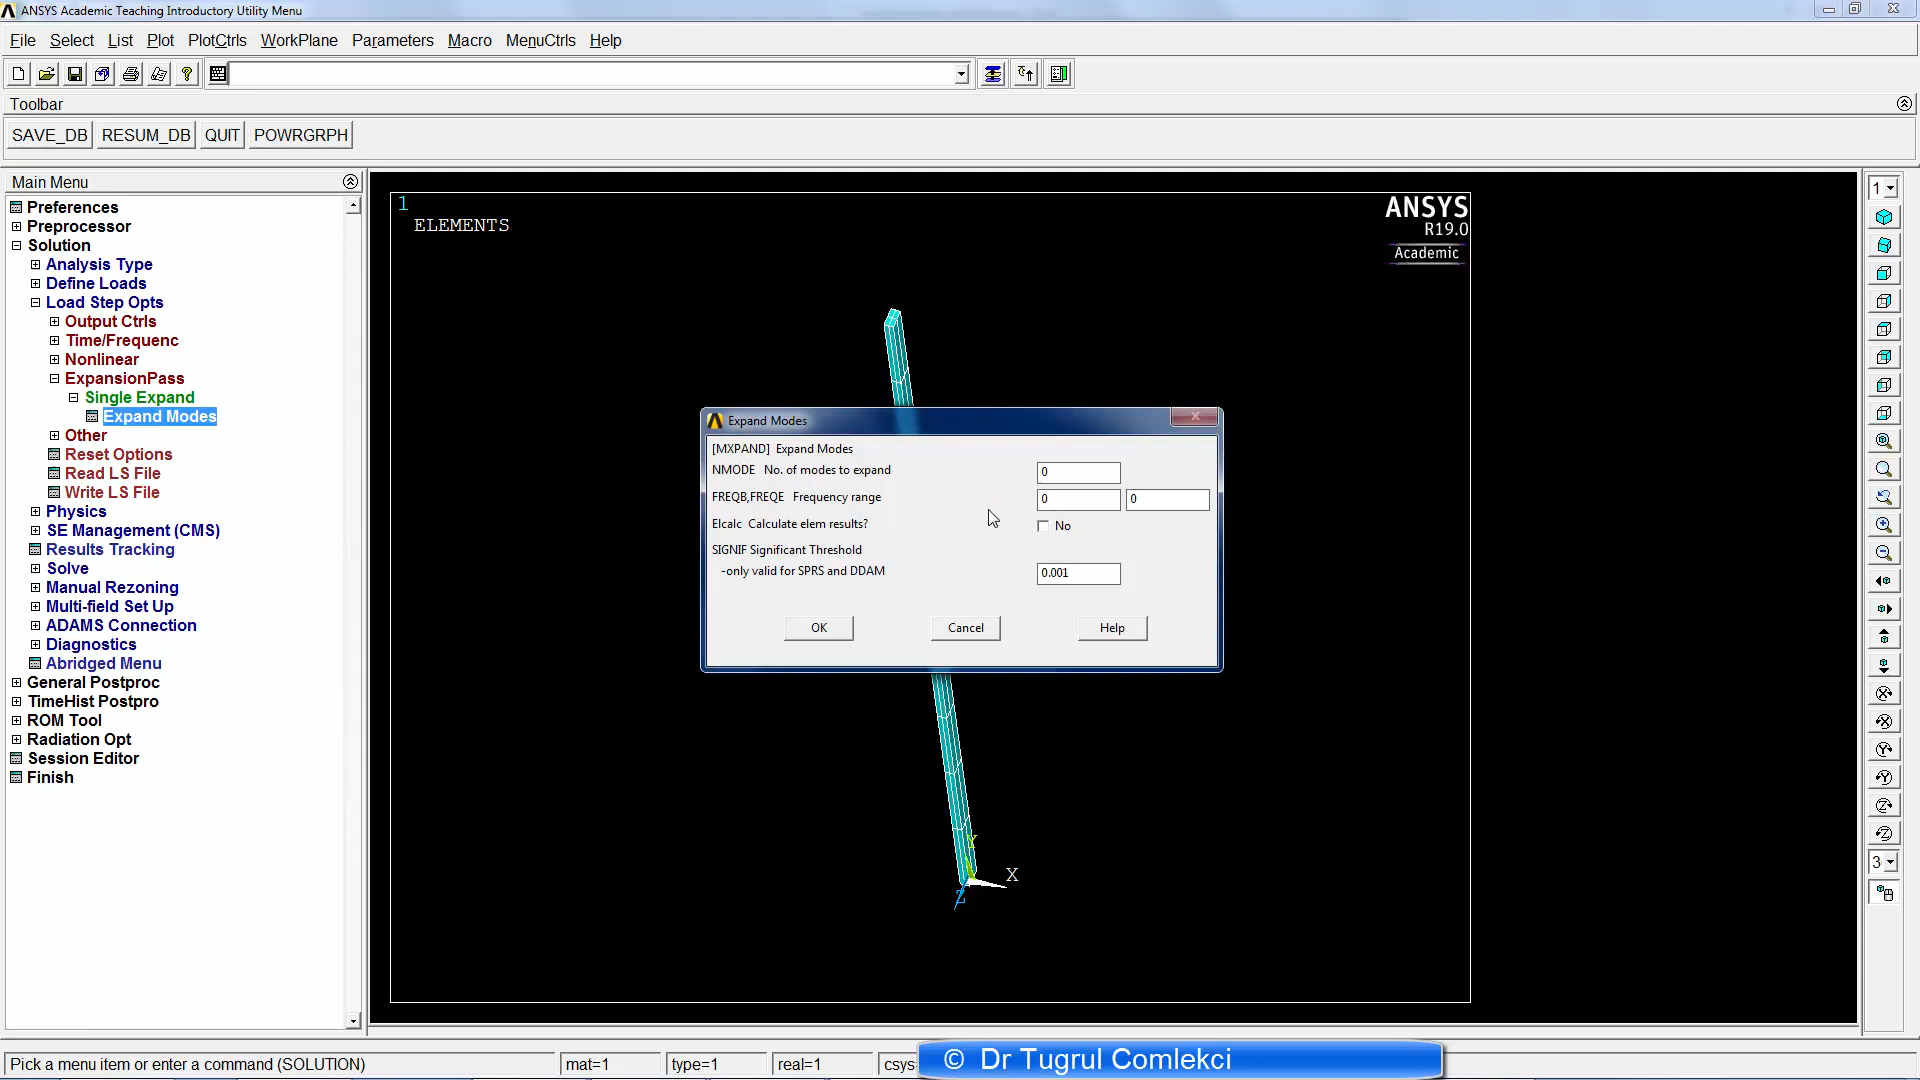 ANSYS Academic Teaching Introductory Utility Menu
File Select List Plot PlotCtrls WorkPlane Parameters Macro MenuCtrls Help
Toolbar
SAVE_DB RESUM_DB QUIT POWRGRPH
Main Menu
Preferences
Preprocessor
Solution
Analysis Type
Define Loads
Load Step Opts
Output Ctrls
Time/Frequenc
Nonlinear
ExpansionPass
Single Expand
Expand Modes
Other
Reset Options
Read LS File
Write LS File
Physics
SE Management (CMS)
Results Tracking
Solve
Manual Rezoning
Multi-field Set Up
ADAMS Connection
Diagnostics
Abridged Menu
General Postproc
TimeHist Postpro
ROM Tool
Radiation Opt
Session Editor
Finish
1
ELEMENTS
ANSYS
R19.0
Academic
Expand Modes
[MXPAND] Expand Modes
NMODE No. of modes to expand 0
FREQB,FREQE Frequency range 0 0
Elcalc Calculate elem results? No
SIGNIF Significant Threshold
-only valid for SPRS and DDAM 0.001
OK Cancel Help
Y
X
Z
1
3
Pick a menu item or enter a command (SOLUTION) mat=1 type=1 real=1 csys=
© Dr Tugrul Comlekci